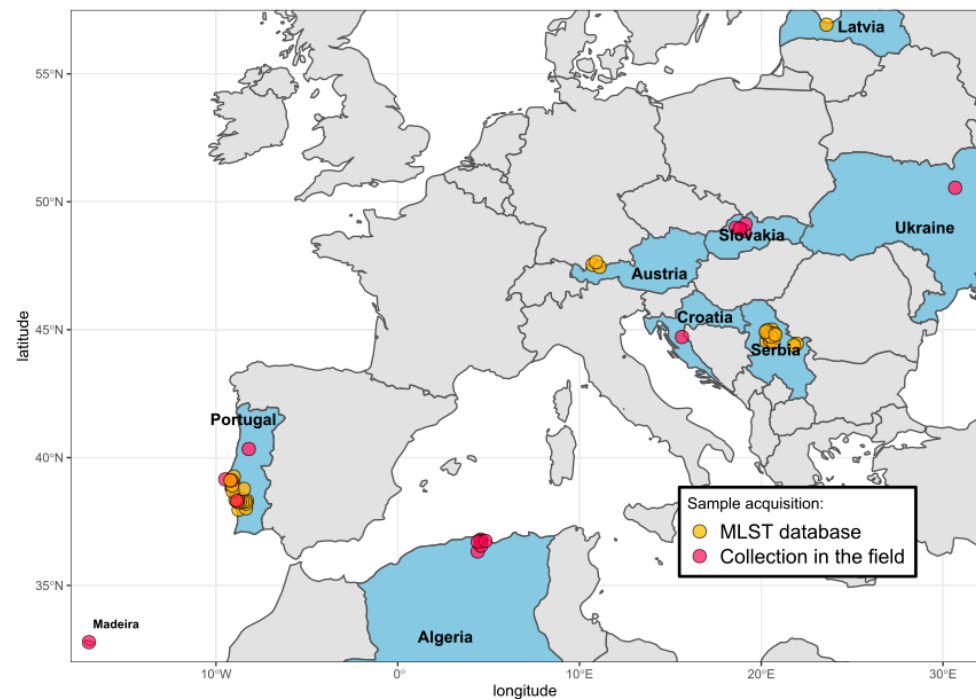 Latvia
55°N
50°N
Ukraine
Slovakia
Austria
Croatia
45°N
Serbia
latitude
Portugal
40°N
Sample acquisition:
MLST database
Collection in the field
35°N
Madeira
Algeria
10°W
0°
10°E
20°E
30°E
longitude